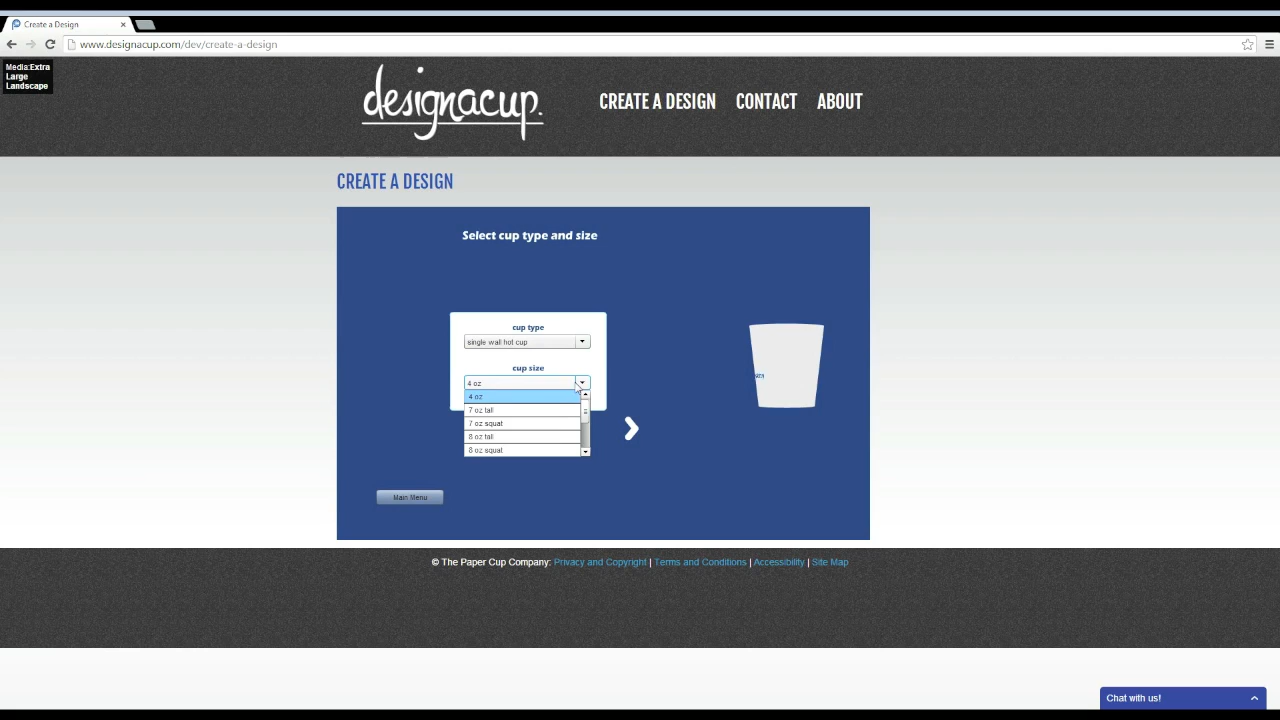 Create a Design
www.designacup.com/dev/create-a-design
Media:Extra
Large
Landscape
designacup.
CREATE A DESIGN CONTACT ABOUT
CREATE A DESIGN
Select cup type and size
cup type
single wall hot cup
cup size
4 oz
4 oz
7 oz tall
7 oz squat
8 oz tall
8 oz squat
Main Menu
© The Paper Cup Company: Privacy and Copyright | Terms and Conditions | Accessibility | Site Map
Chat with us!